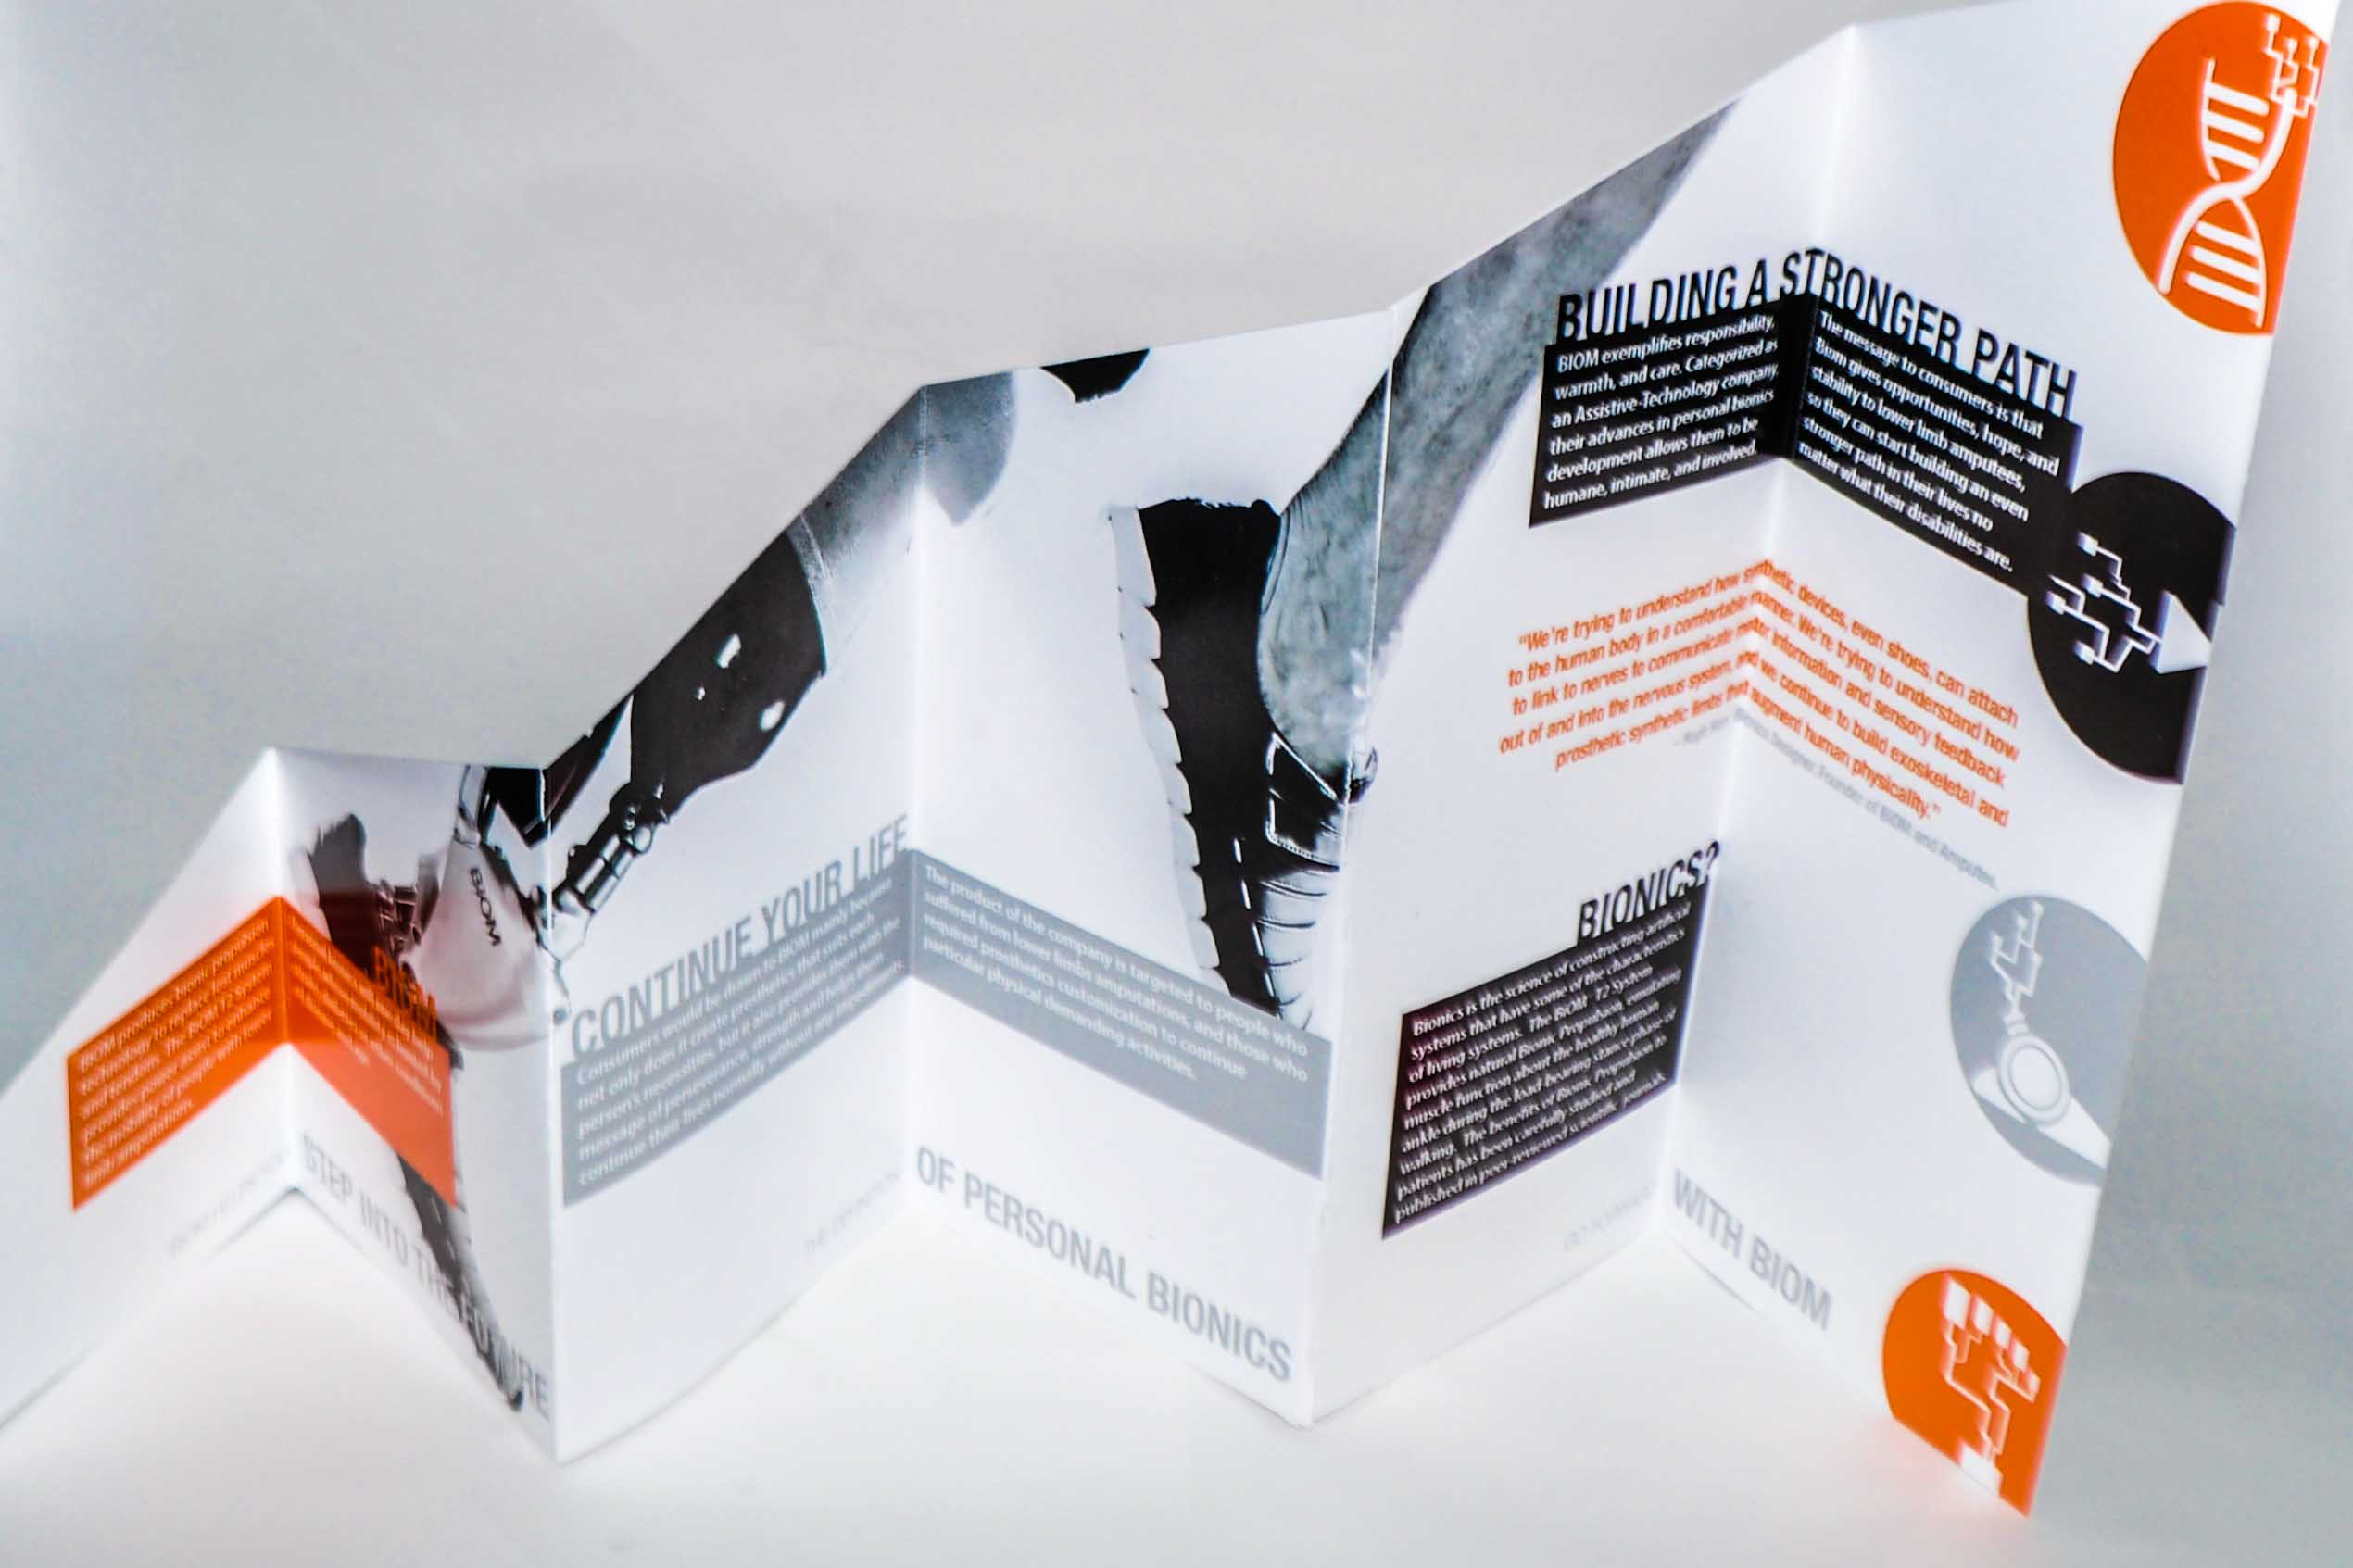 BIOM produces bionic propulsion
technology to replace lost muscle
and tendons. The BIOM T2 System
provides power assist to enhance
the mobility of people with lower
limb amputations.
STEP INTO THE FUTURE
BIOM
CONTINUE YOUR LIFE
Consumers would be drawn to BIOM mainly because
not only does it create prosthetics that suits each
person's necessities, but it also provides them with the
message of perseverance, strength and helps them
continue their lives normally without any impediments.
The product of the company is targeted to people who
suffered from lower limbs amputations, and those who
required prosthetics customization to continue
particular physical demanding activities.
THE DEFINITION
OF PERSONAL BIONICS
BUILDING A STRONGER PATH
BIOM exemplifies responsibility,
warmth, and care. Categorized as
an Assistive-Technology company,
their advances in personal bionics
development allows them to be
humane, intimate, and involved.
The message to consumers is that
Biom gives opportunities, hope, and
stability to lower limb amputees,
so they can start building an even
stronger path in their lives no
matter what their disabilities are.
"We're trying to understand how synthetic devices, even shoes, can attach
to the human body in a comfortable manner. We're trying to understand how
to link to nerves to communicate motor information and sensory feedback
out of and into the nervous system, and we continue to build exoskeletal and
prosthetic synthetic limbs that augment human physicality."
Designer, Founder of BIOM and Amputee.
BIONICS?
Bionics is the science of constructing artificial
systems that have some of the characteristics
of living systems. The BiOM T2 System
provides natural Bionic Propulsion, emulating
muscle function about the healthy human
ankle during the load-bearing stance phase of
walking. The benefits of Bionic Propulsion to
patients has been carefully studied and
published in peer-reviewed scientific journals.
GO FORWARD
WITH BIOM